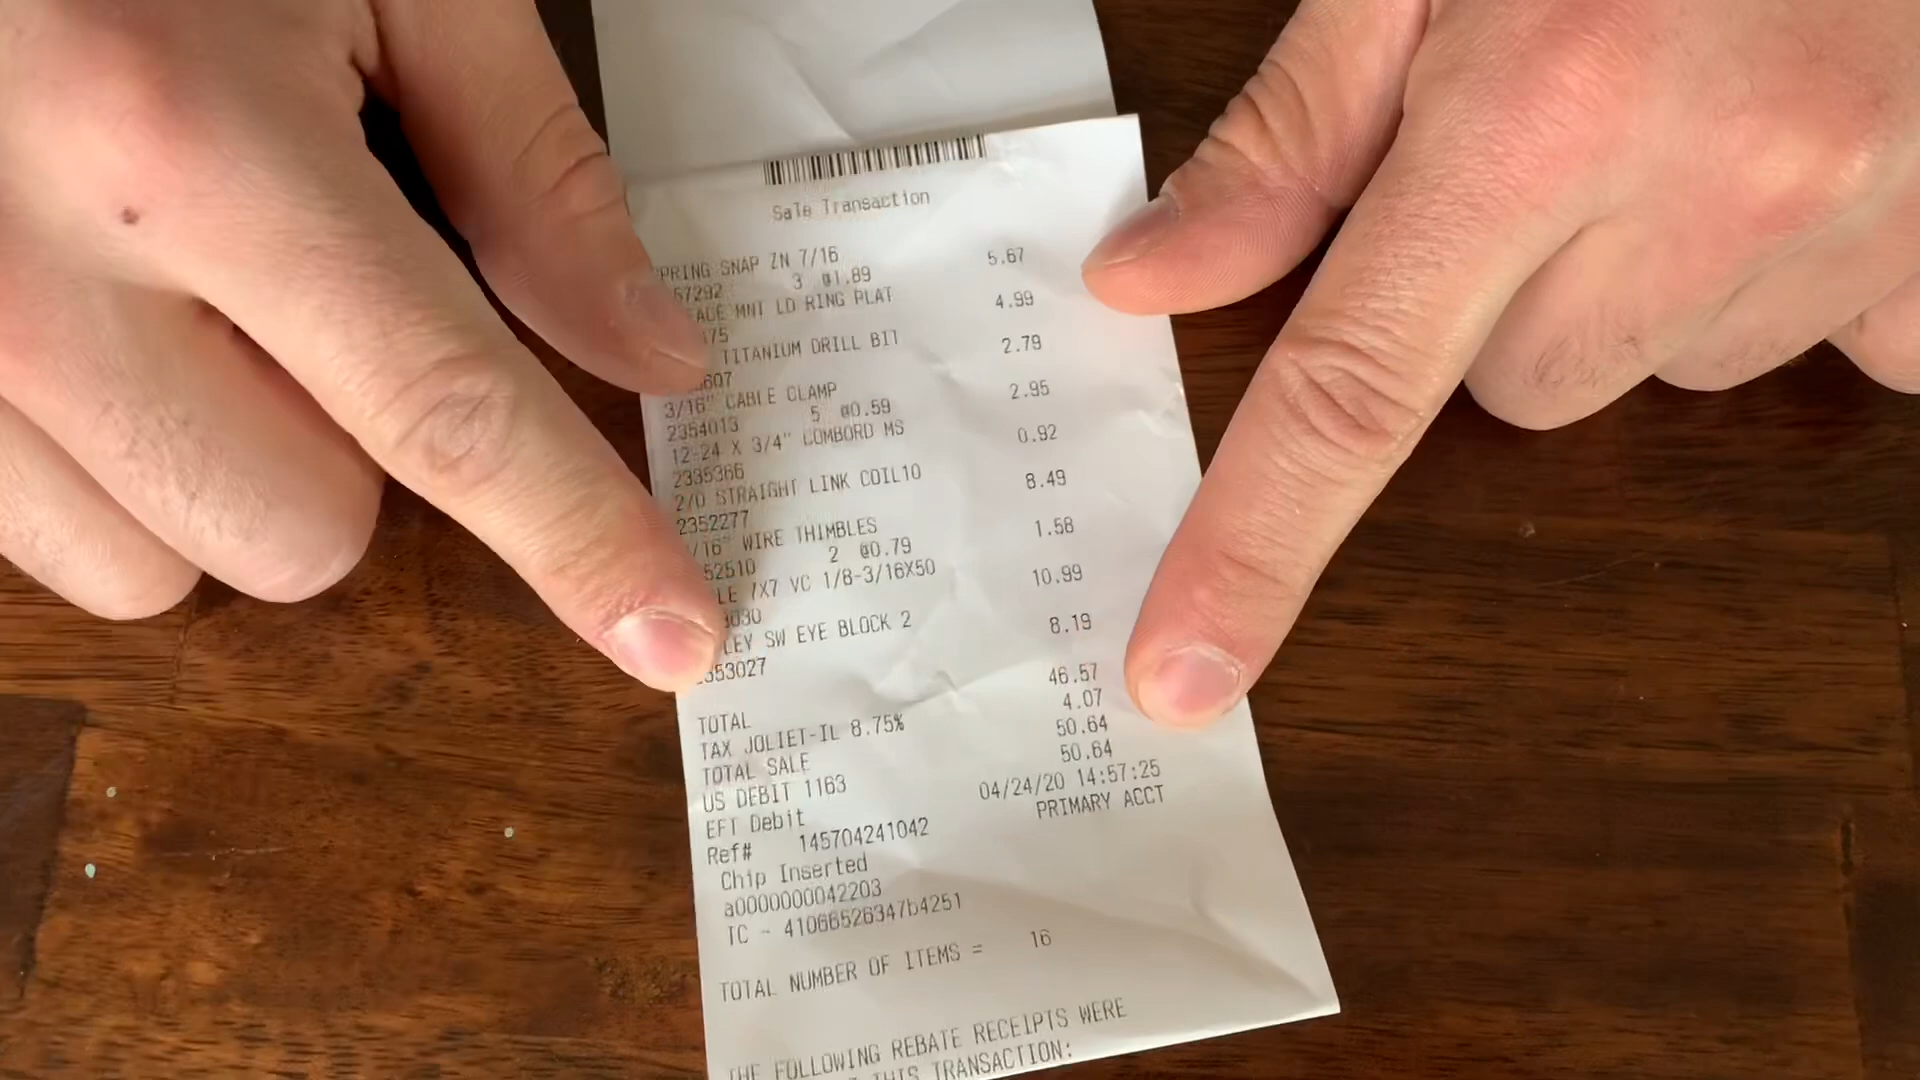 Sale Transaction
PRING SNAP ZN 7/16 5.67
67292 3 @1.89
ACE MNT LD RING PLAT 4.99
175
TITANIUM DRILL BIT 2.79
607
3/16" CABLE CLAMP 2.95
2354013 5 @0.59
12-24 X 3/4" COMBORD MS 0.92
2335366
2/0 STRAIGHT LINK COIL10 8.49
2352277
/16" WIRE THIMBLES 1.58
52510 2 @0.79
LE 7X7 VC 1/8-3/16X50 10.99
030
LEY SW EYE BLOCK 2 8.19
353027
TOTAL 46.57
TAX JOLIET-IL 8.75% 4.07
TOTAL SALE 50.64
US DEBIT 1163 50.64
EFT Debit 04/24/20 14:57:25
Ref# 145704241042 PRIMARY ACCT
Chip Inserted
a0000000042203
TC - 41066526347b4251
TOTAL NUMBER OF ITEMS = 16
THE FOLLOWING REBATE RECEIPTS WERE
THIS TRANSACTION: